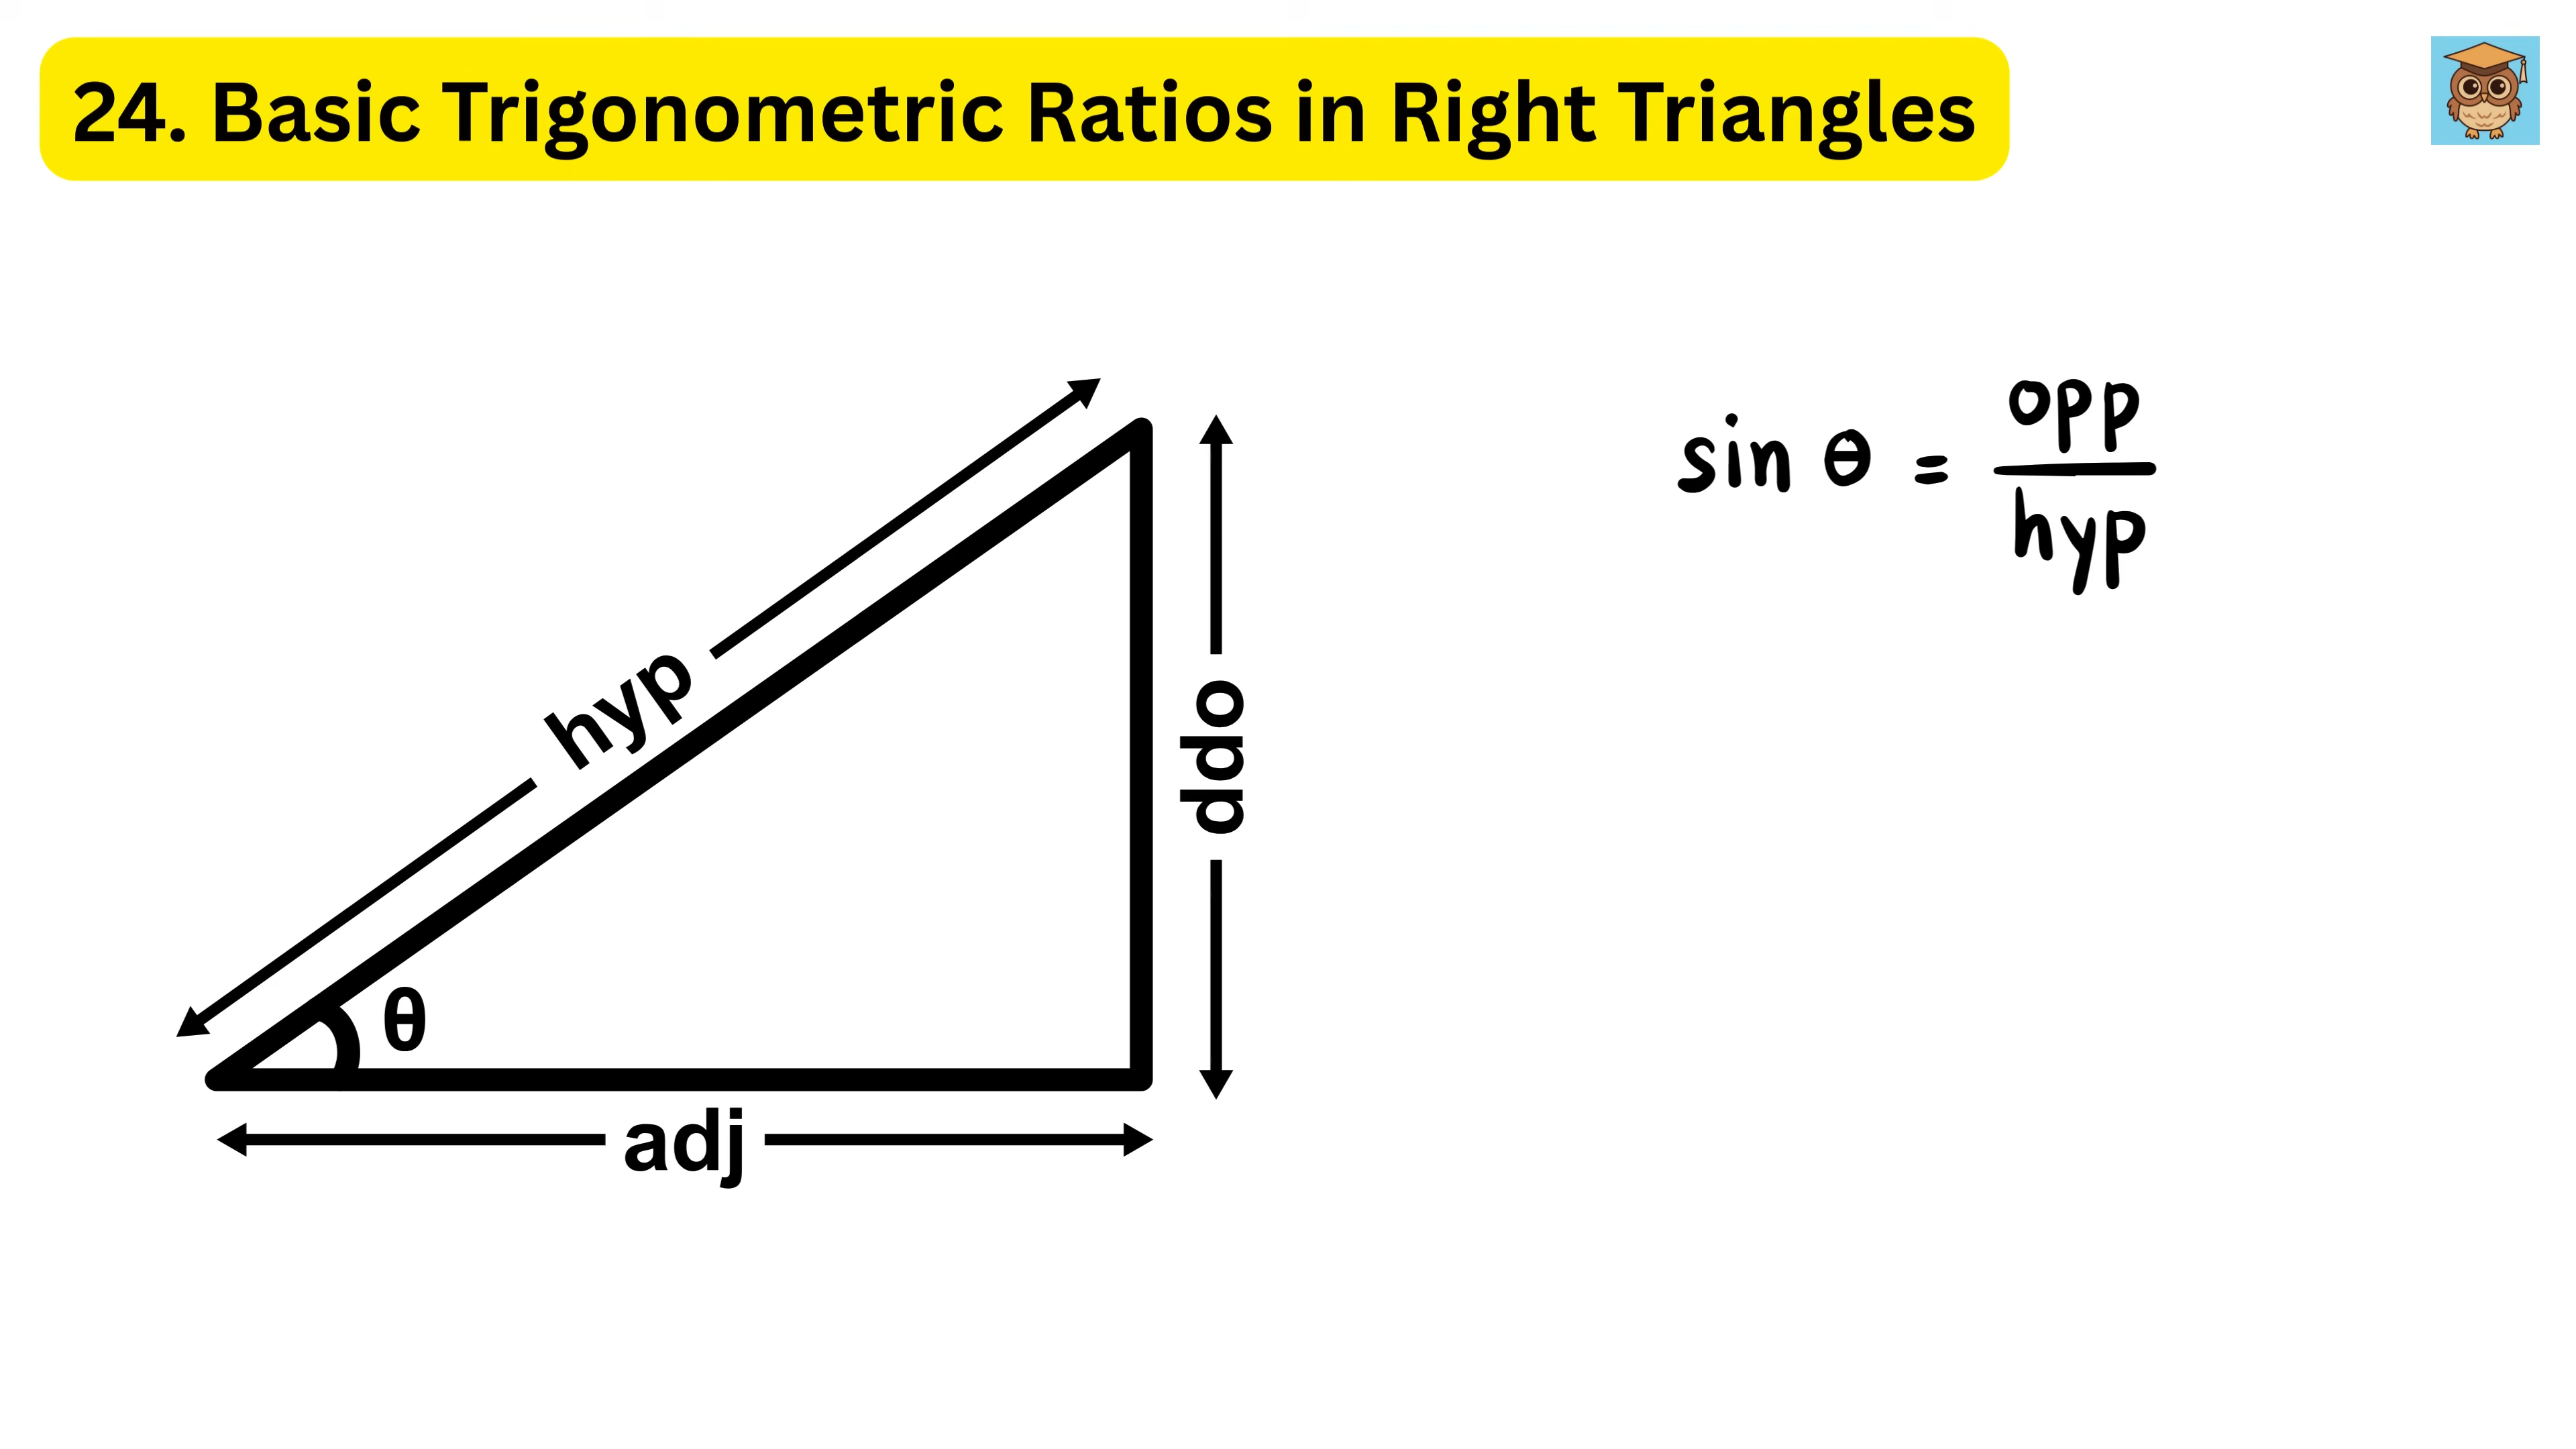 24. Basic Trigonometric Ratios in Right Triangles
hyp
opp
θ
adj
sin θ = opp / hyp